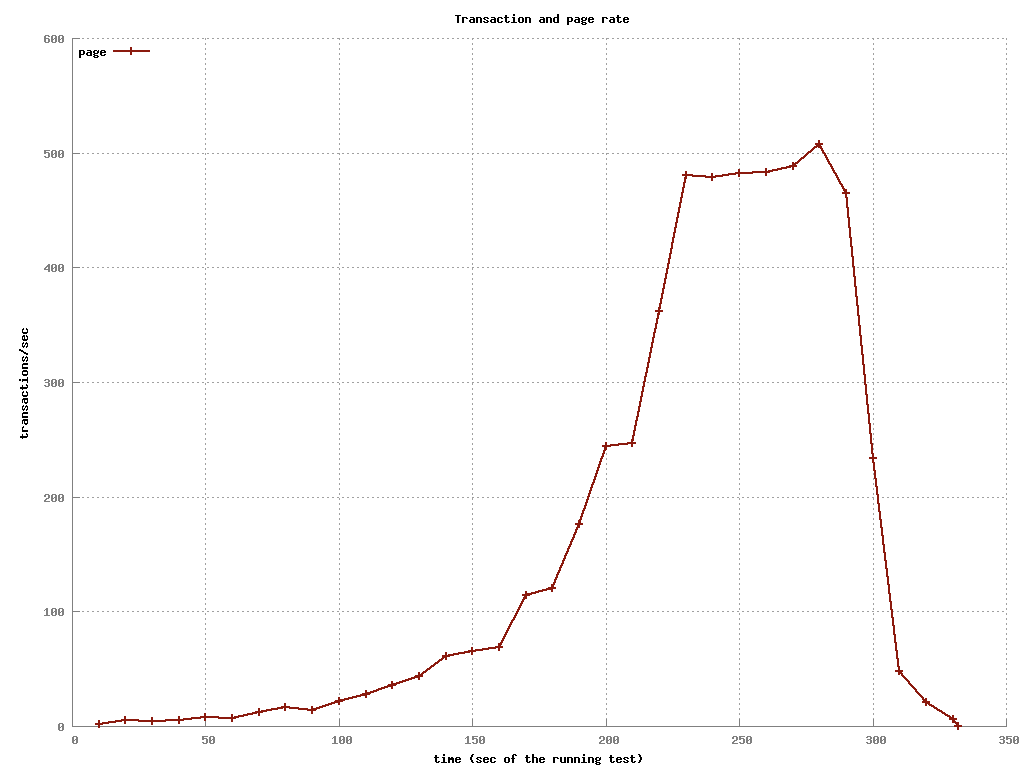 Transaction and page rate
600
page
500
400
300
200
100
0
transactions/sec
0 50 100 150 200 250 300 350
time (sec of the running test)